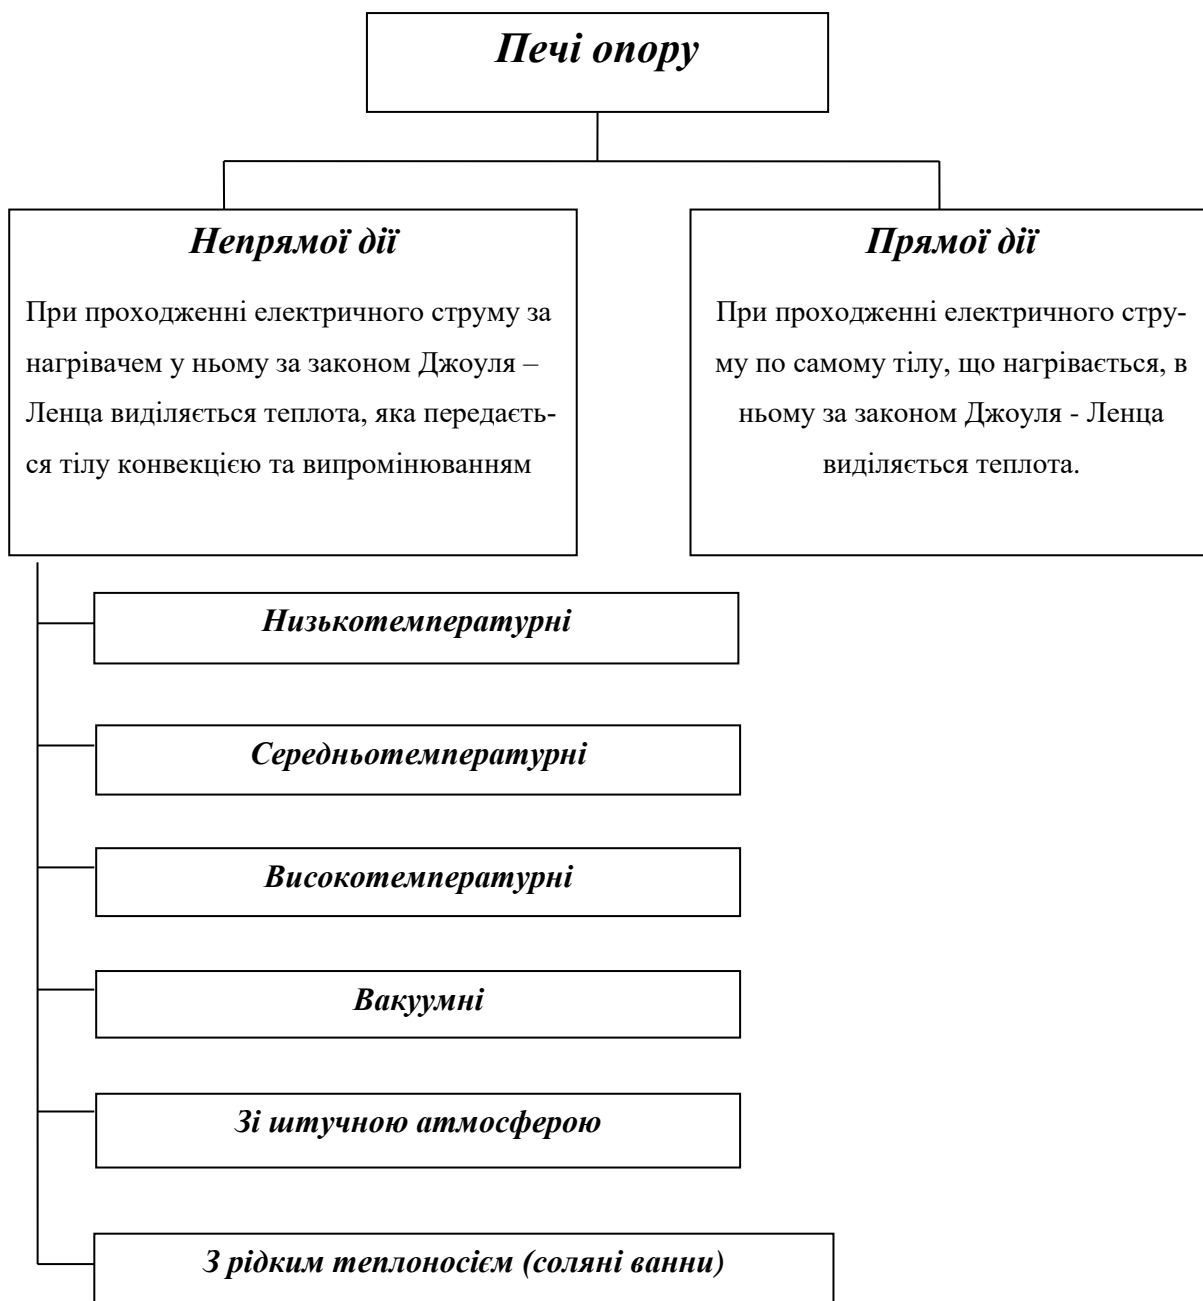 Печі опору
Непрямої дії
При проходженні електричного струму за
нагрівачем у ньому за законом Джоуля –
Ленца виділяється теплота, яка передаєть-
ся тілу конвекцією та випромінюванням
Прямої дії
При проходженні електричного стру-
му по самому тілу, що нагрівається, в
ньому за законом Джоуля - Ленца
виділяється теплота.
Низькотемпературні
Середньотемпературні
Високотемпературні
Вакуумні
Зі штучною атмосферою
З рідким теплоносієм (соляні ванни)